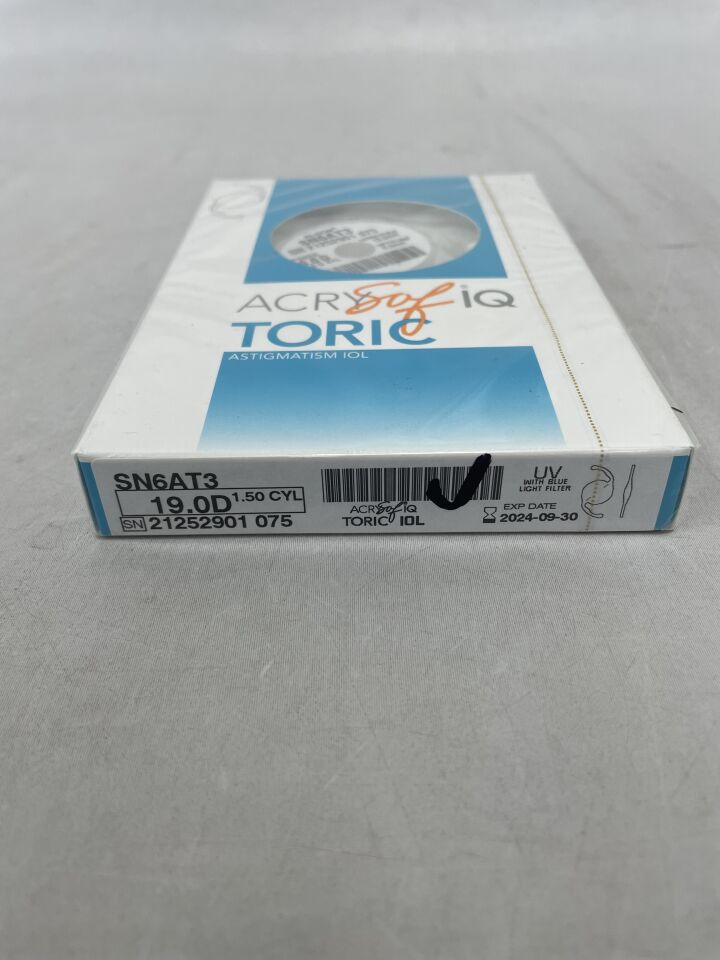 SN6AT3
ACRYSof iQ
TORIC
ASTIGMATISM IOL
SN6AT3
19.0D 1.50 CYL
SN 21252901 075
ACRYSof iQ
TORIC IOL
UV
WITH BLUE
LIGHT FILTER
EXP DATE
2024-09-30